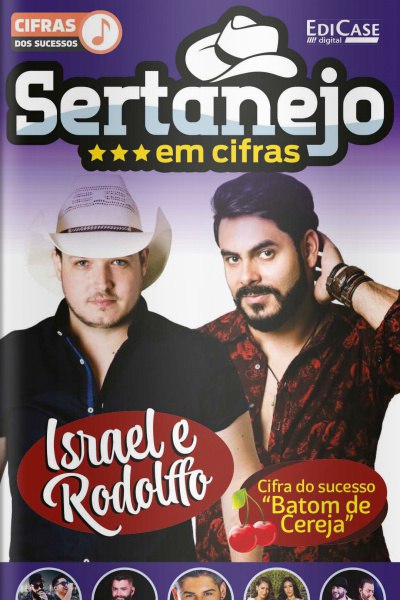 CIFRAS
DOS SUCESSOS
EDICASE
digital
Sertanejo
em cifras
Israel e
Rodolffo
Cifra do sucesso
“Batom de
Cereja”